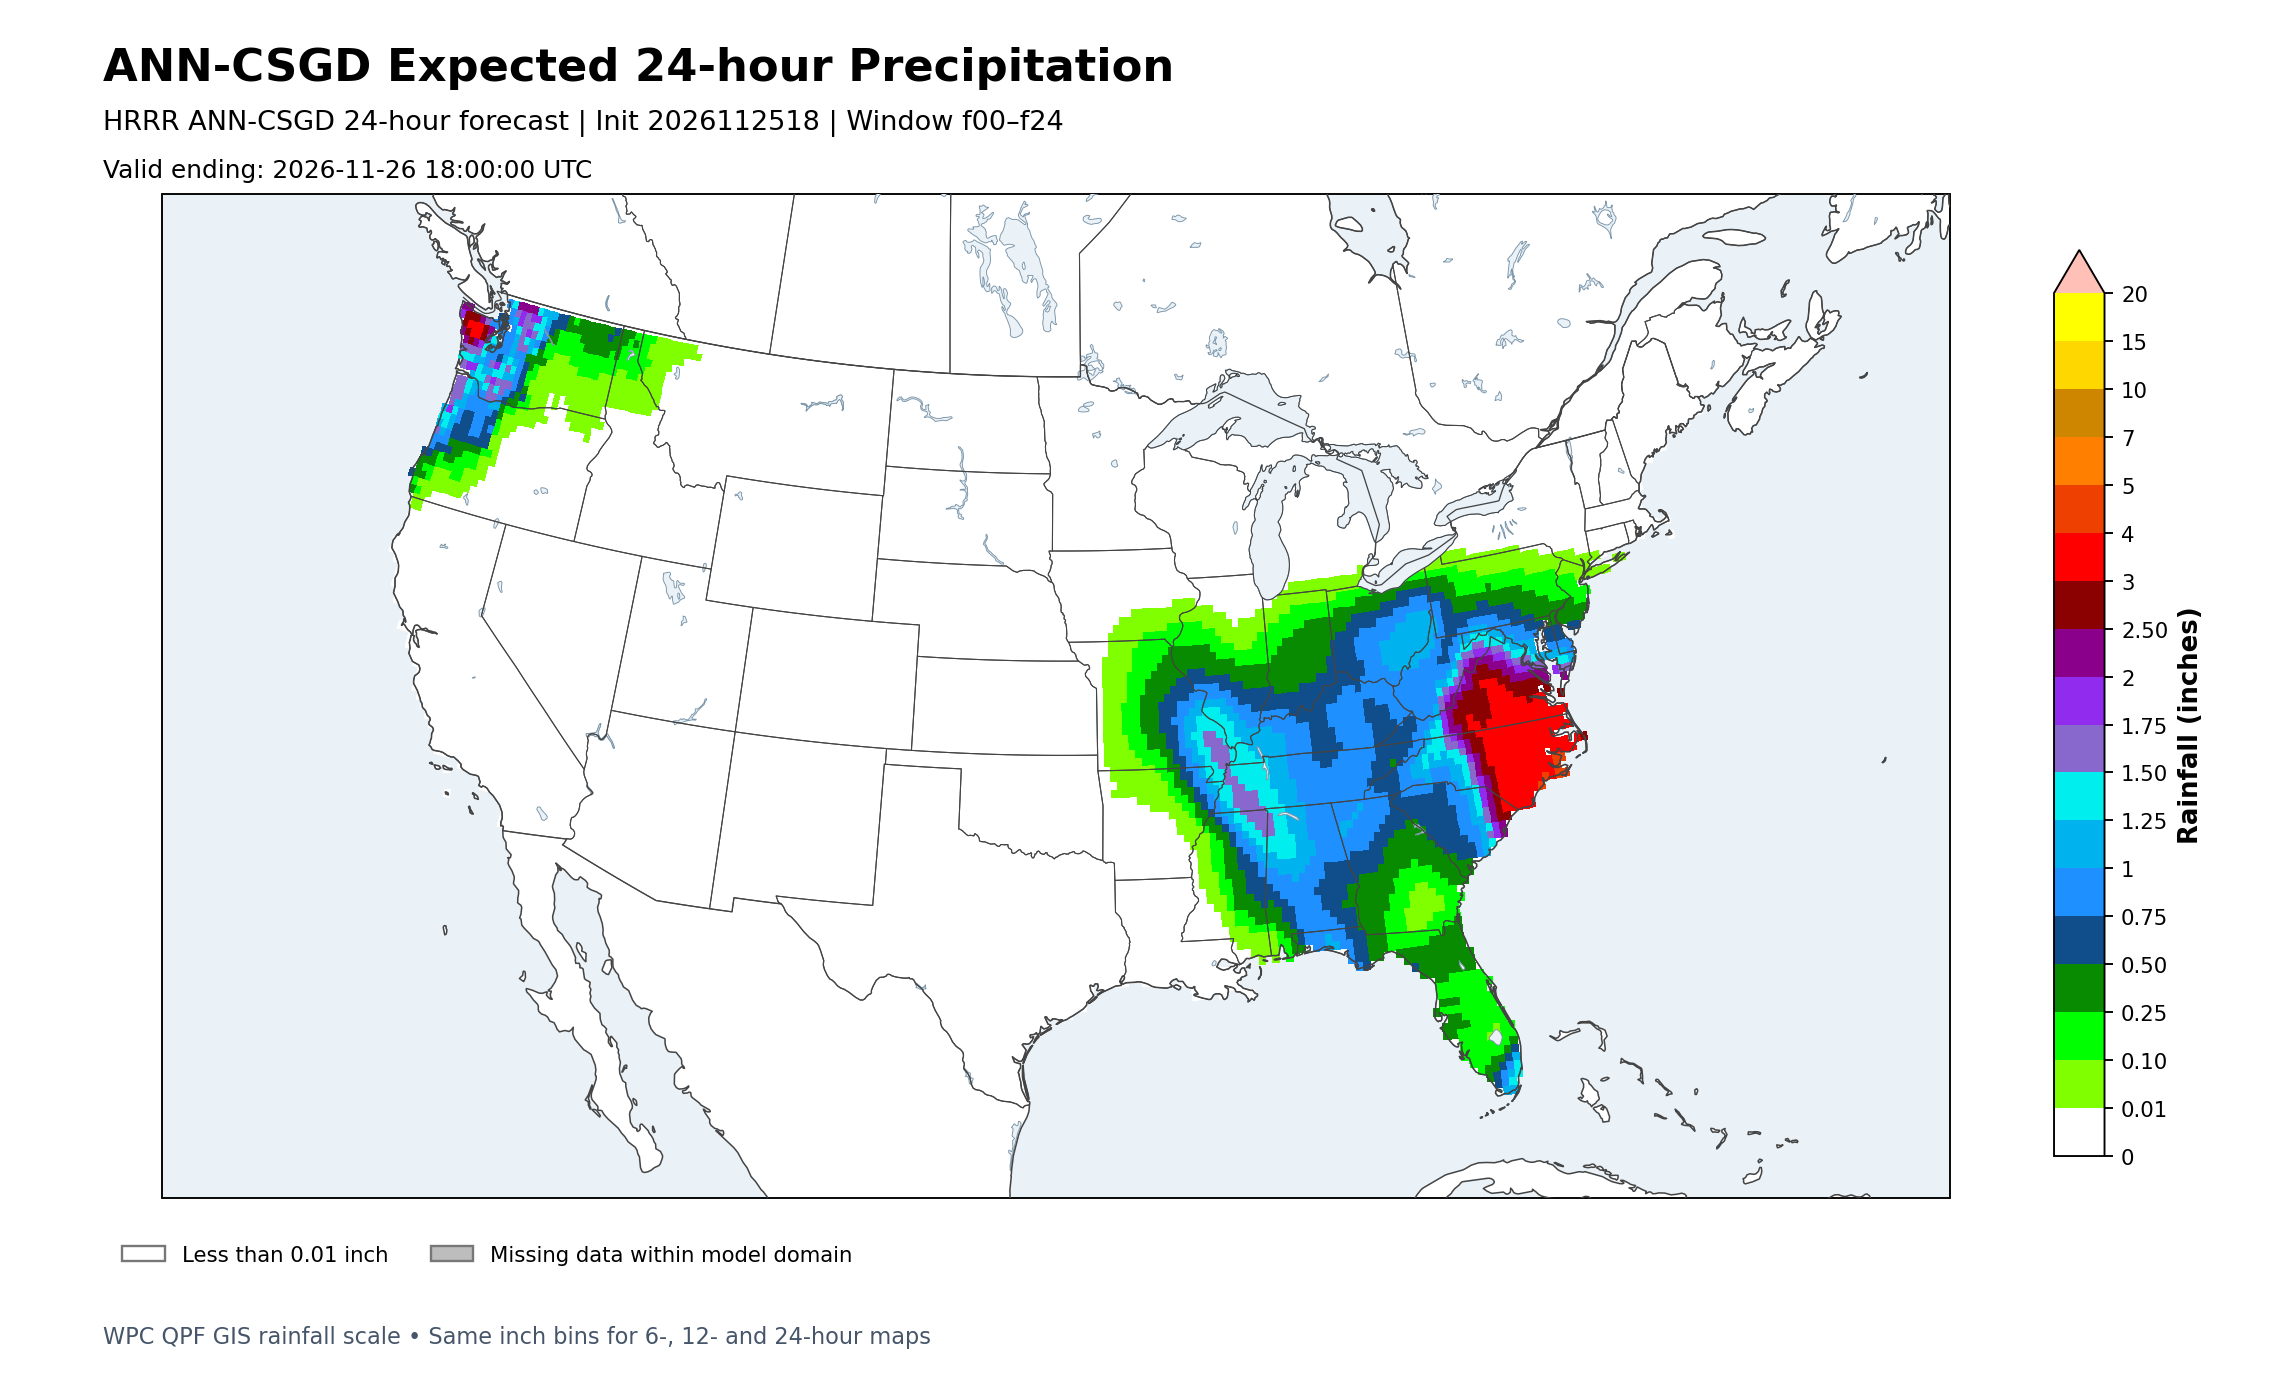 ANN-CSGD Expected 24-hour Precipitation
HRRR ANN-CSGD 24-hour forecast | Init 2026112518 | Window f00–f24
Valid ending: 2026-11-26 18:00:00 UTC
20
15
10
7
5
4
3
2.50
2
1.75
1.50
1.25
1
0.75
0.50
0.25
0.10
0.01
0
Rainfall (inches)
Less than 0.01 inch
Missing data within model domain
WPC QPF GIS rainfall scale • Same inch bins for 6-, 12- and 24-hour maps